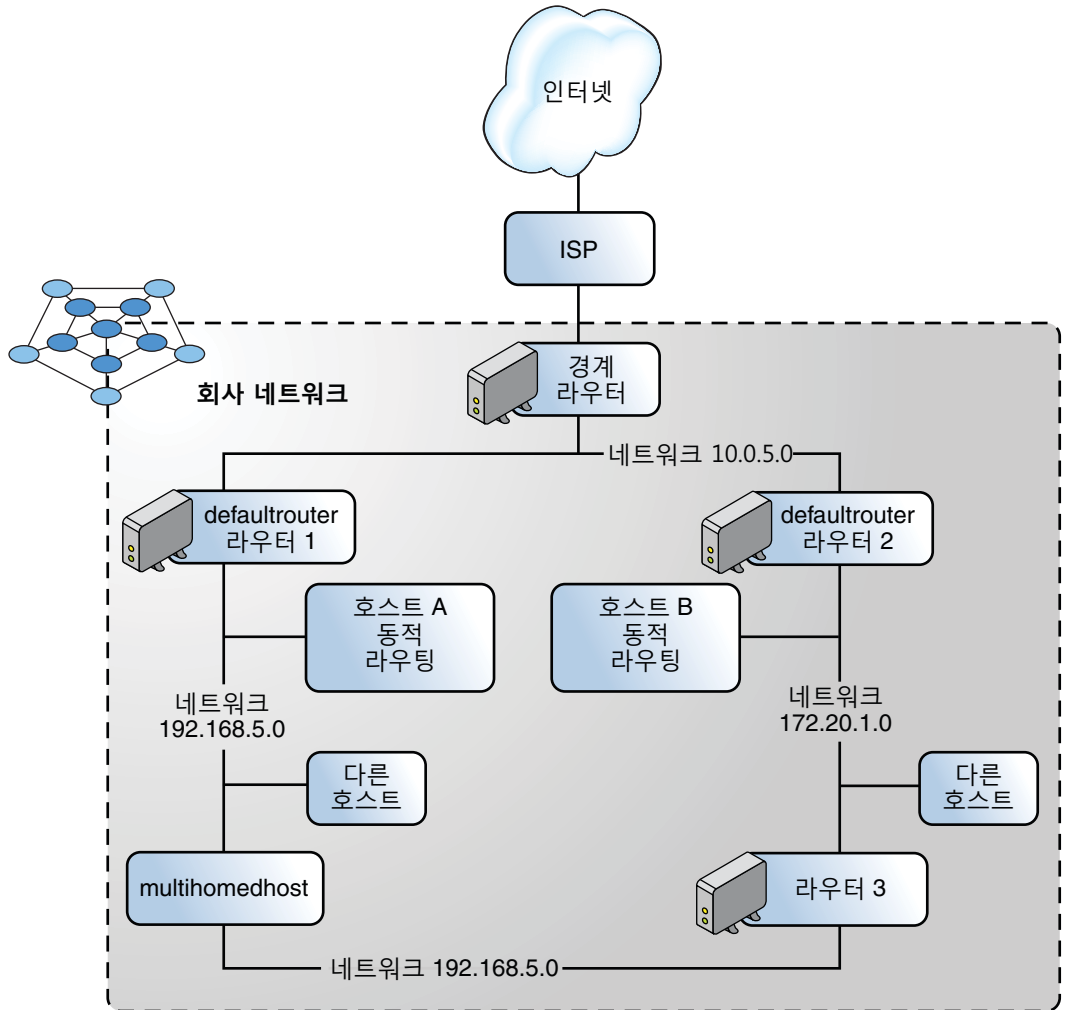 인터넷
ISP
경계
라우터
회사 네트워크
네트워크 10.0.5.0
defaultrouter
라우터 1
defaultrouter
라우터 2
호스트 A
동적
라우팅
호스트 B
동적
라우팅
네트워크
192.168.5.0
네트워크
172.20.1.0
다른
호스트
다른
호스트
multihomedhost
라우터 3
네트워크 192.168.5.0